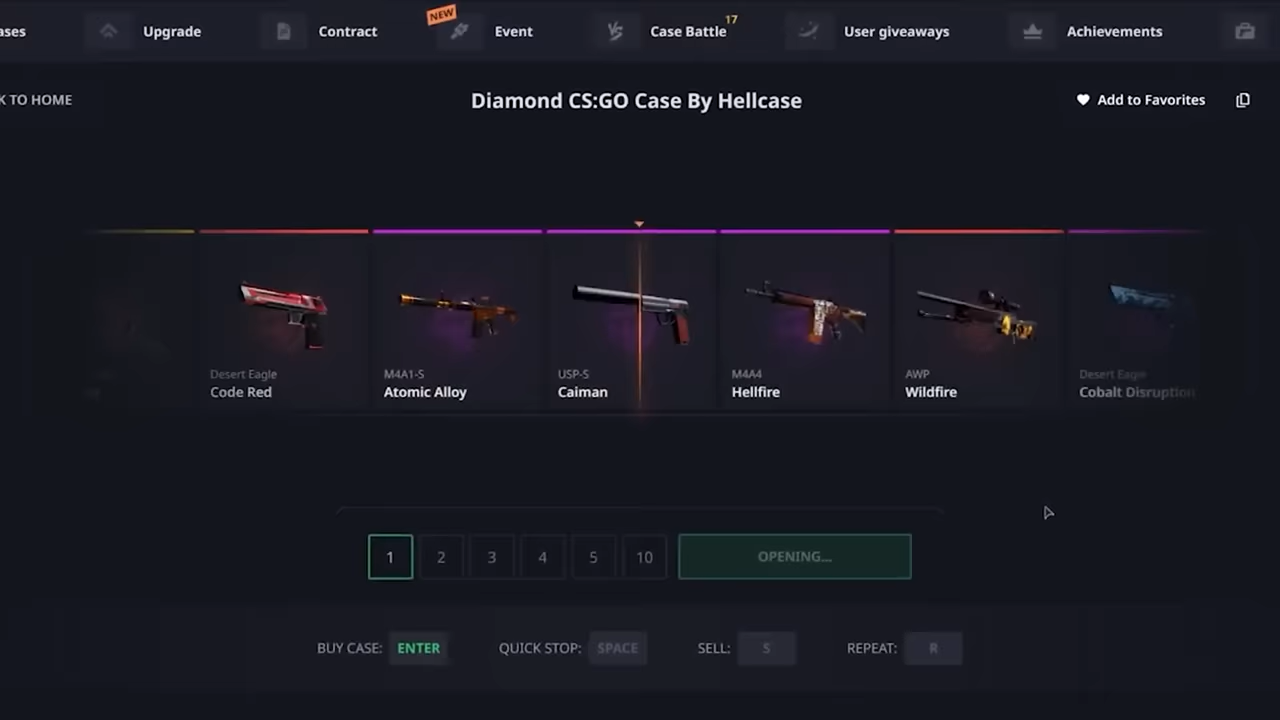 ases
Upgrade
Contract
NEW
Event
Case Battle
17
User giveaways
Achievements
K TO HOME
Diamond CS:GO Case By Hellcase
Add to Favorites
Desert Eagle
Code Red
M4A1-S
Atomic Alloy
USP-S
Caiman
M4A4
Hellfire
AWP
Wildfire
Desert Eagle
Cobalt Disruption
1
2
3
4
5
10
OPENING...
BUY CASE: ENTER
QUICK STOP: SPACE
SELL: S
REPEAT: R